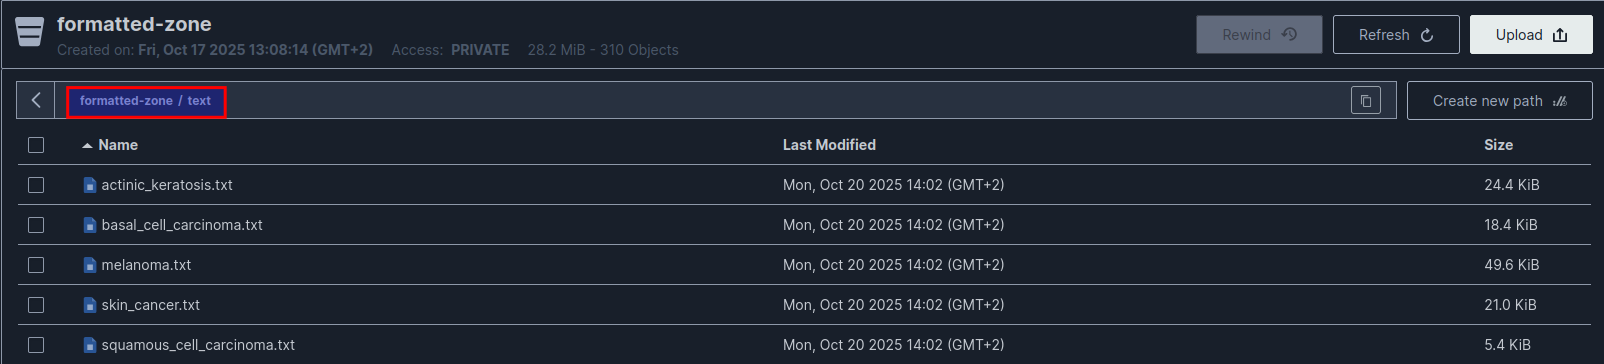 formatted-zone
Created on: Fri, Oct 17 2025 13:08:14 (GMT+2) Access: PRIVATE 28.2 MiB - 310 Objects
Rewind Refresh Upload
formatted-zone / text
Create new path
Name Last Modified Size
actinic_keratosis.txt Mon, Oct 20 2025 14:02 (GMT+2) 24.4 KiB
basal_cell_carcinoma.txt Mon, Oct 20 2025 14:02 (GMT+2) 18.4 KiB
melanoma.txt Mon, Oct 20 2025 14:02 (GMT+2) 49.6 KiB
skin_cancer.txt Mon, Oct 20 2025 14:02 (GMT+2) 21.0 KiB
squamous_cell_carcinoma.txt Mon, Oct 20 2025 14:02 (GMT+2) 5.4 KiB